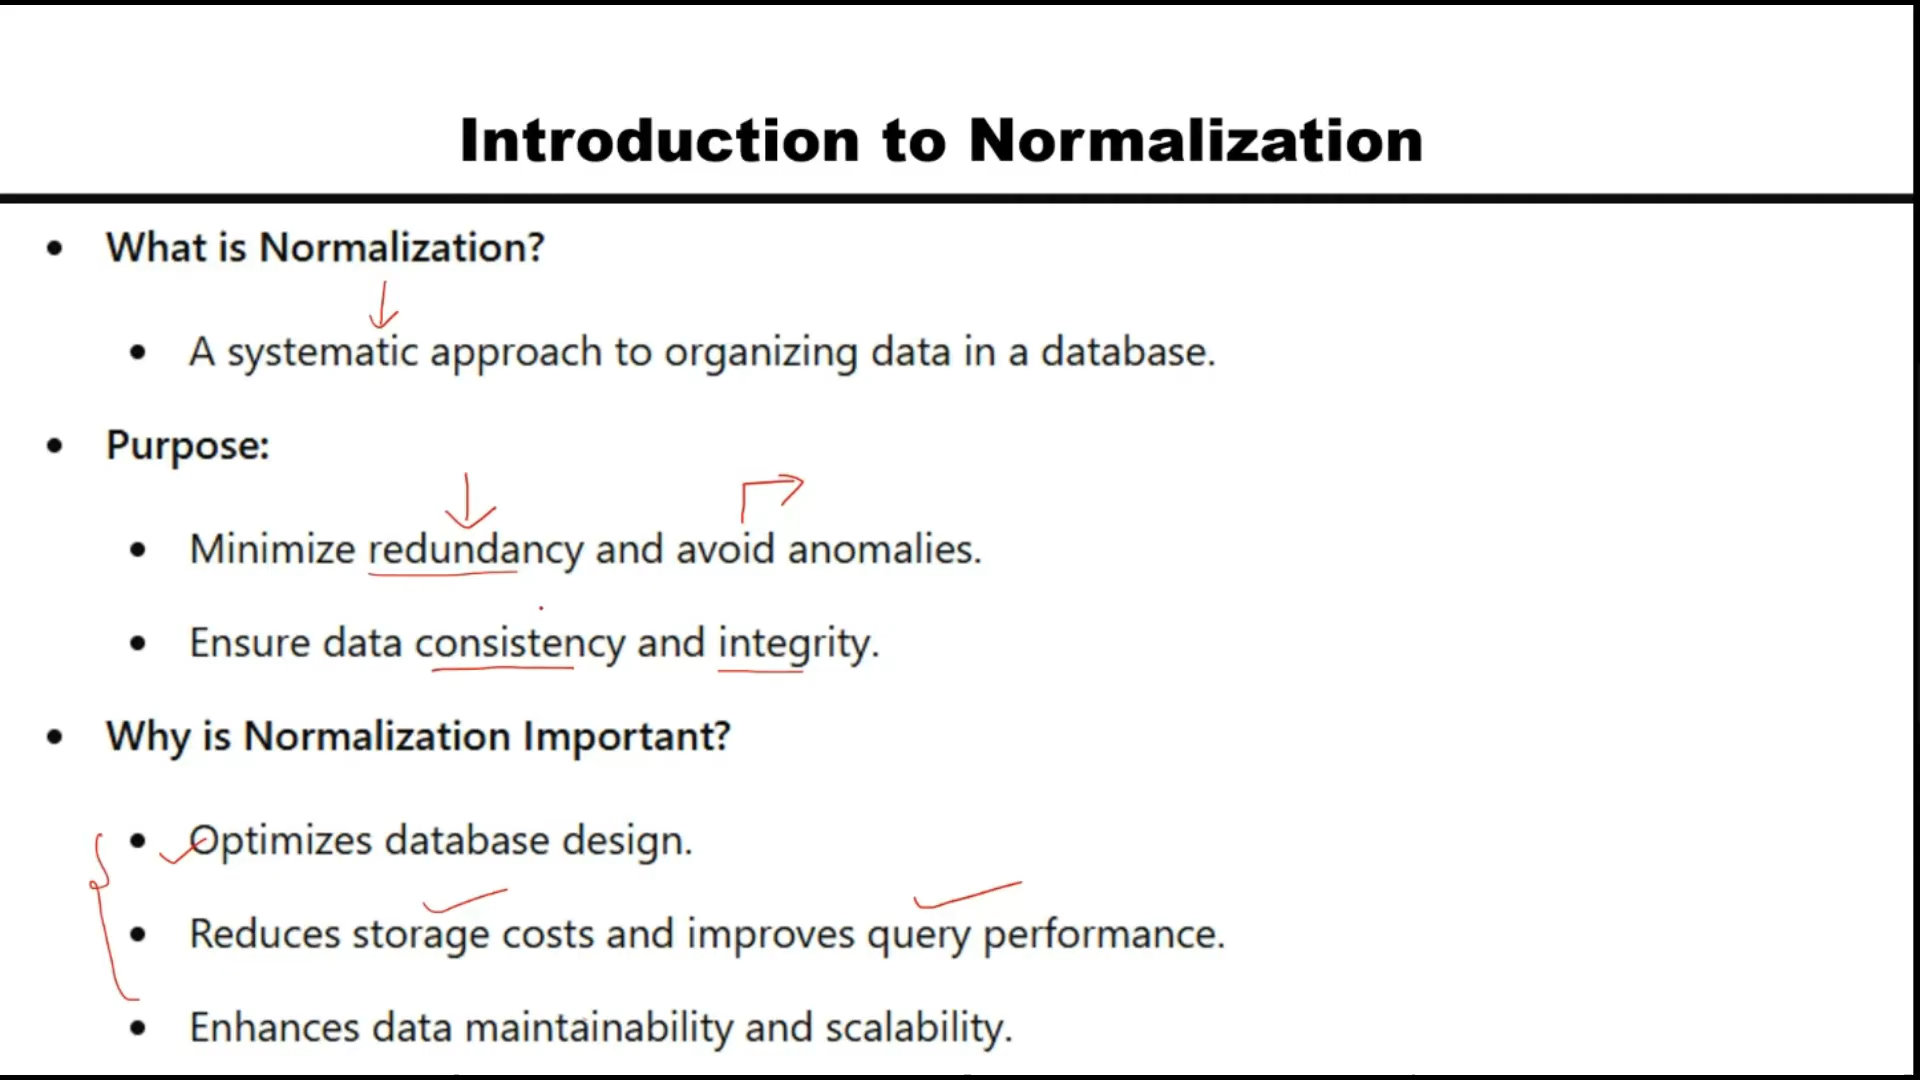 Introduction to Normalization
• What is Normalization?
• A systematic approach to organizing data in a database.
• Purpose:
• Minimize redundancy and avoid anomalies.
• Ensure data consistency and integrity.
• Why is Normalization Important?
• Optimizes database design.
• Reduces storage costs and improves query performance.
• Enhances data maintainability and scalability.